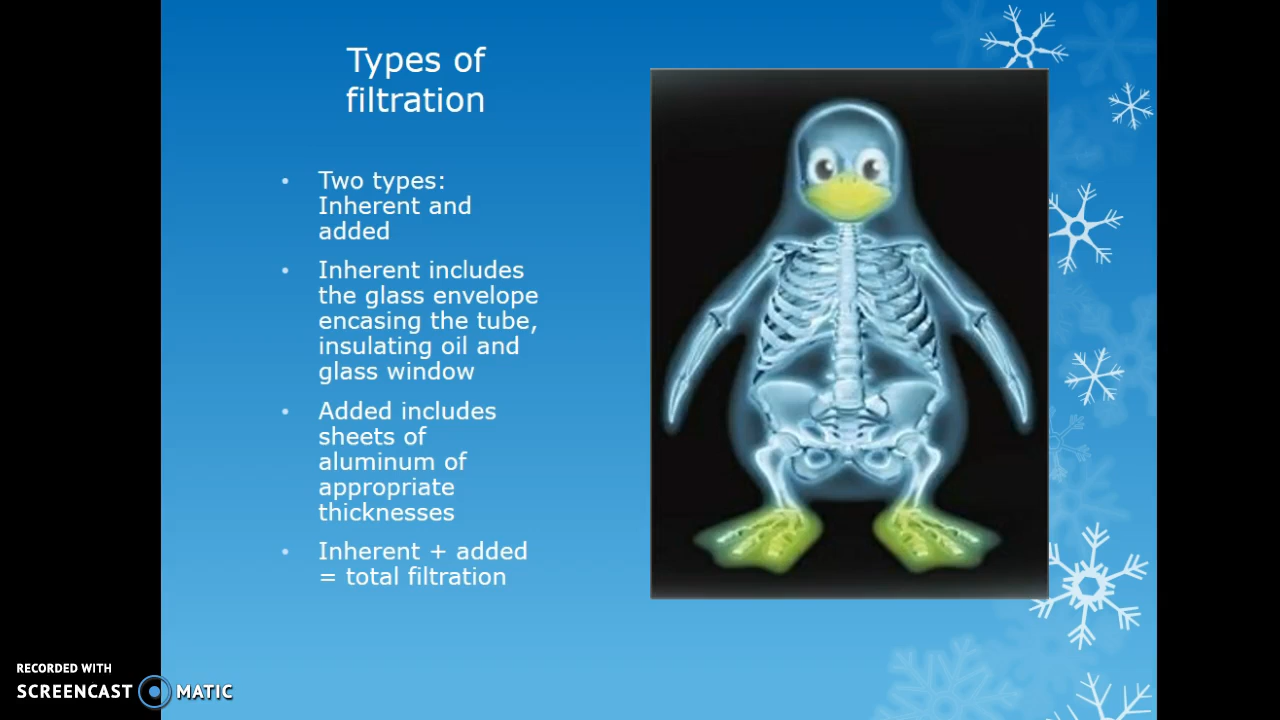 Types of
filtration
• Two types:
Inherent and
added
• Inherent includes
the glass envelope
encasing the tube,
insulating oil and
glass window
• Added includes
sheets of
aluminum of
appropriate
thicknesses
• Inherent + added
= total filtration
RECORDED WITH
SCREENCAST MATIC